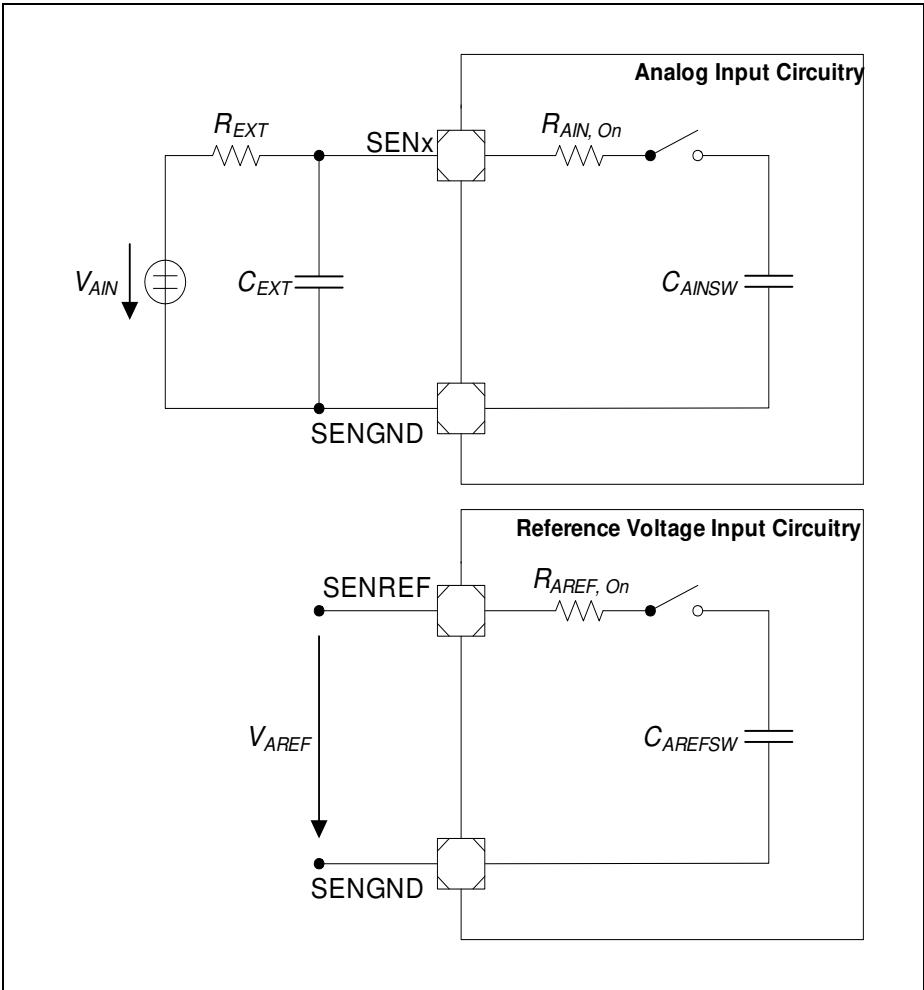 Analog Input Circuitry
R_EXT
SENx
R_AIN, On
V_AIN
C_EXT
C_AINSW
SENGND
Reference Voltage Input Circuitry
SENREF
R_AREF, On
V_AREF
C_AREFSW
SENGND